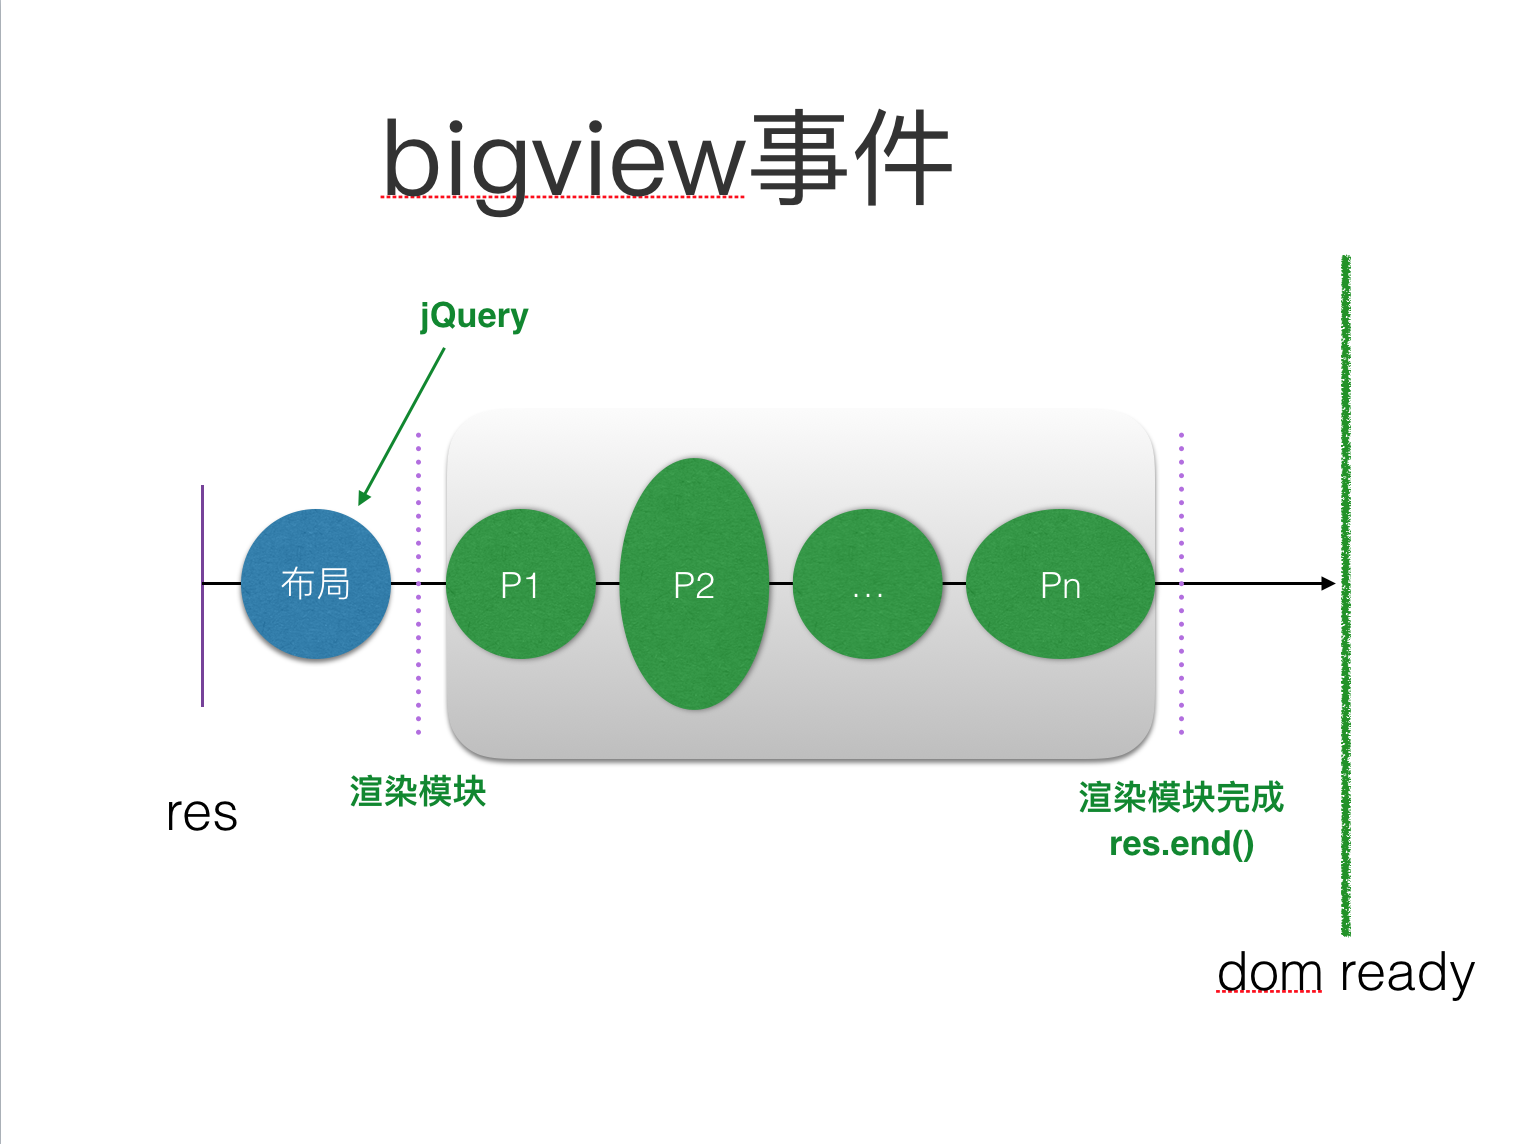 bigview事件
jQuery
布局
P1
P2
...
Pn
渲染模块
res
渲染模块完成
res.end()
dom ready